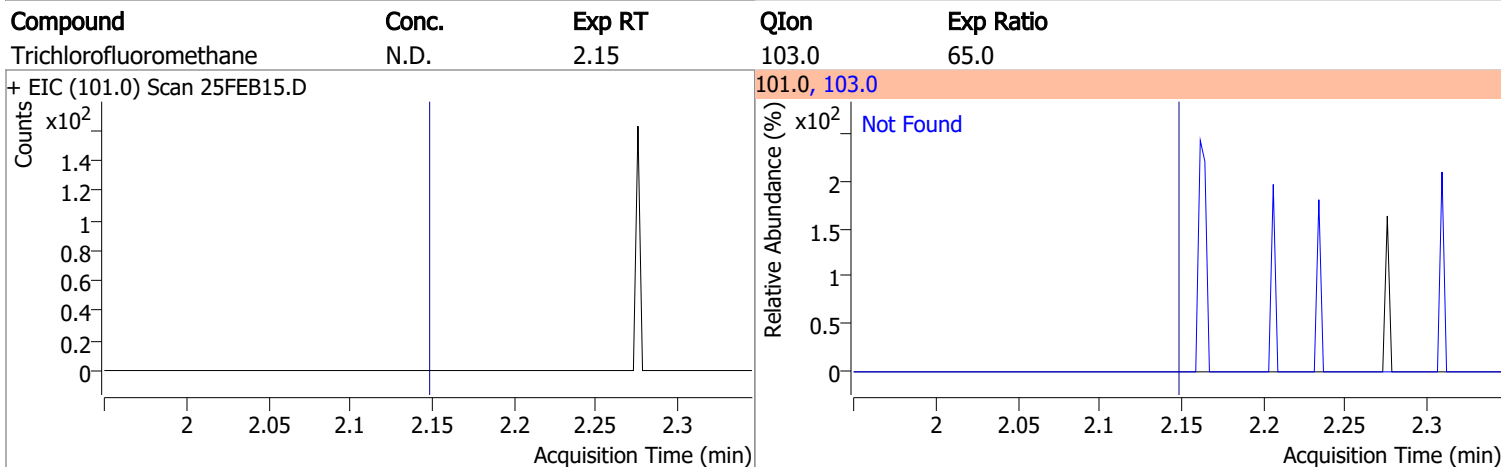 Compound Conc. Exp RT QIon Exp Ratio
Trichlorofluoromethane N.D. 2.15 103.0 65.0
+ EIC (101.0) Scan 25FEB15.D
Counts
x10²
1.4
1.2
1
0.8
0.6
0.4
0.2
0
2 2.05 2.1 2.15 2.2 2.25 2.3
Acquisition Time (min)
101.0, 103.0
Relative Abundance (%)
x10²
Not Found
2
1.5
1
0.5
0
2 2.05 2.1 2.15 2.2 2.25 2.3
Acquisition Time (min)